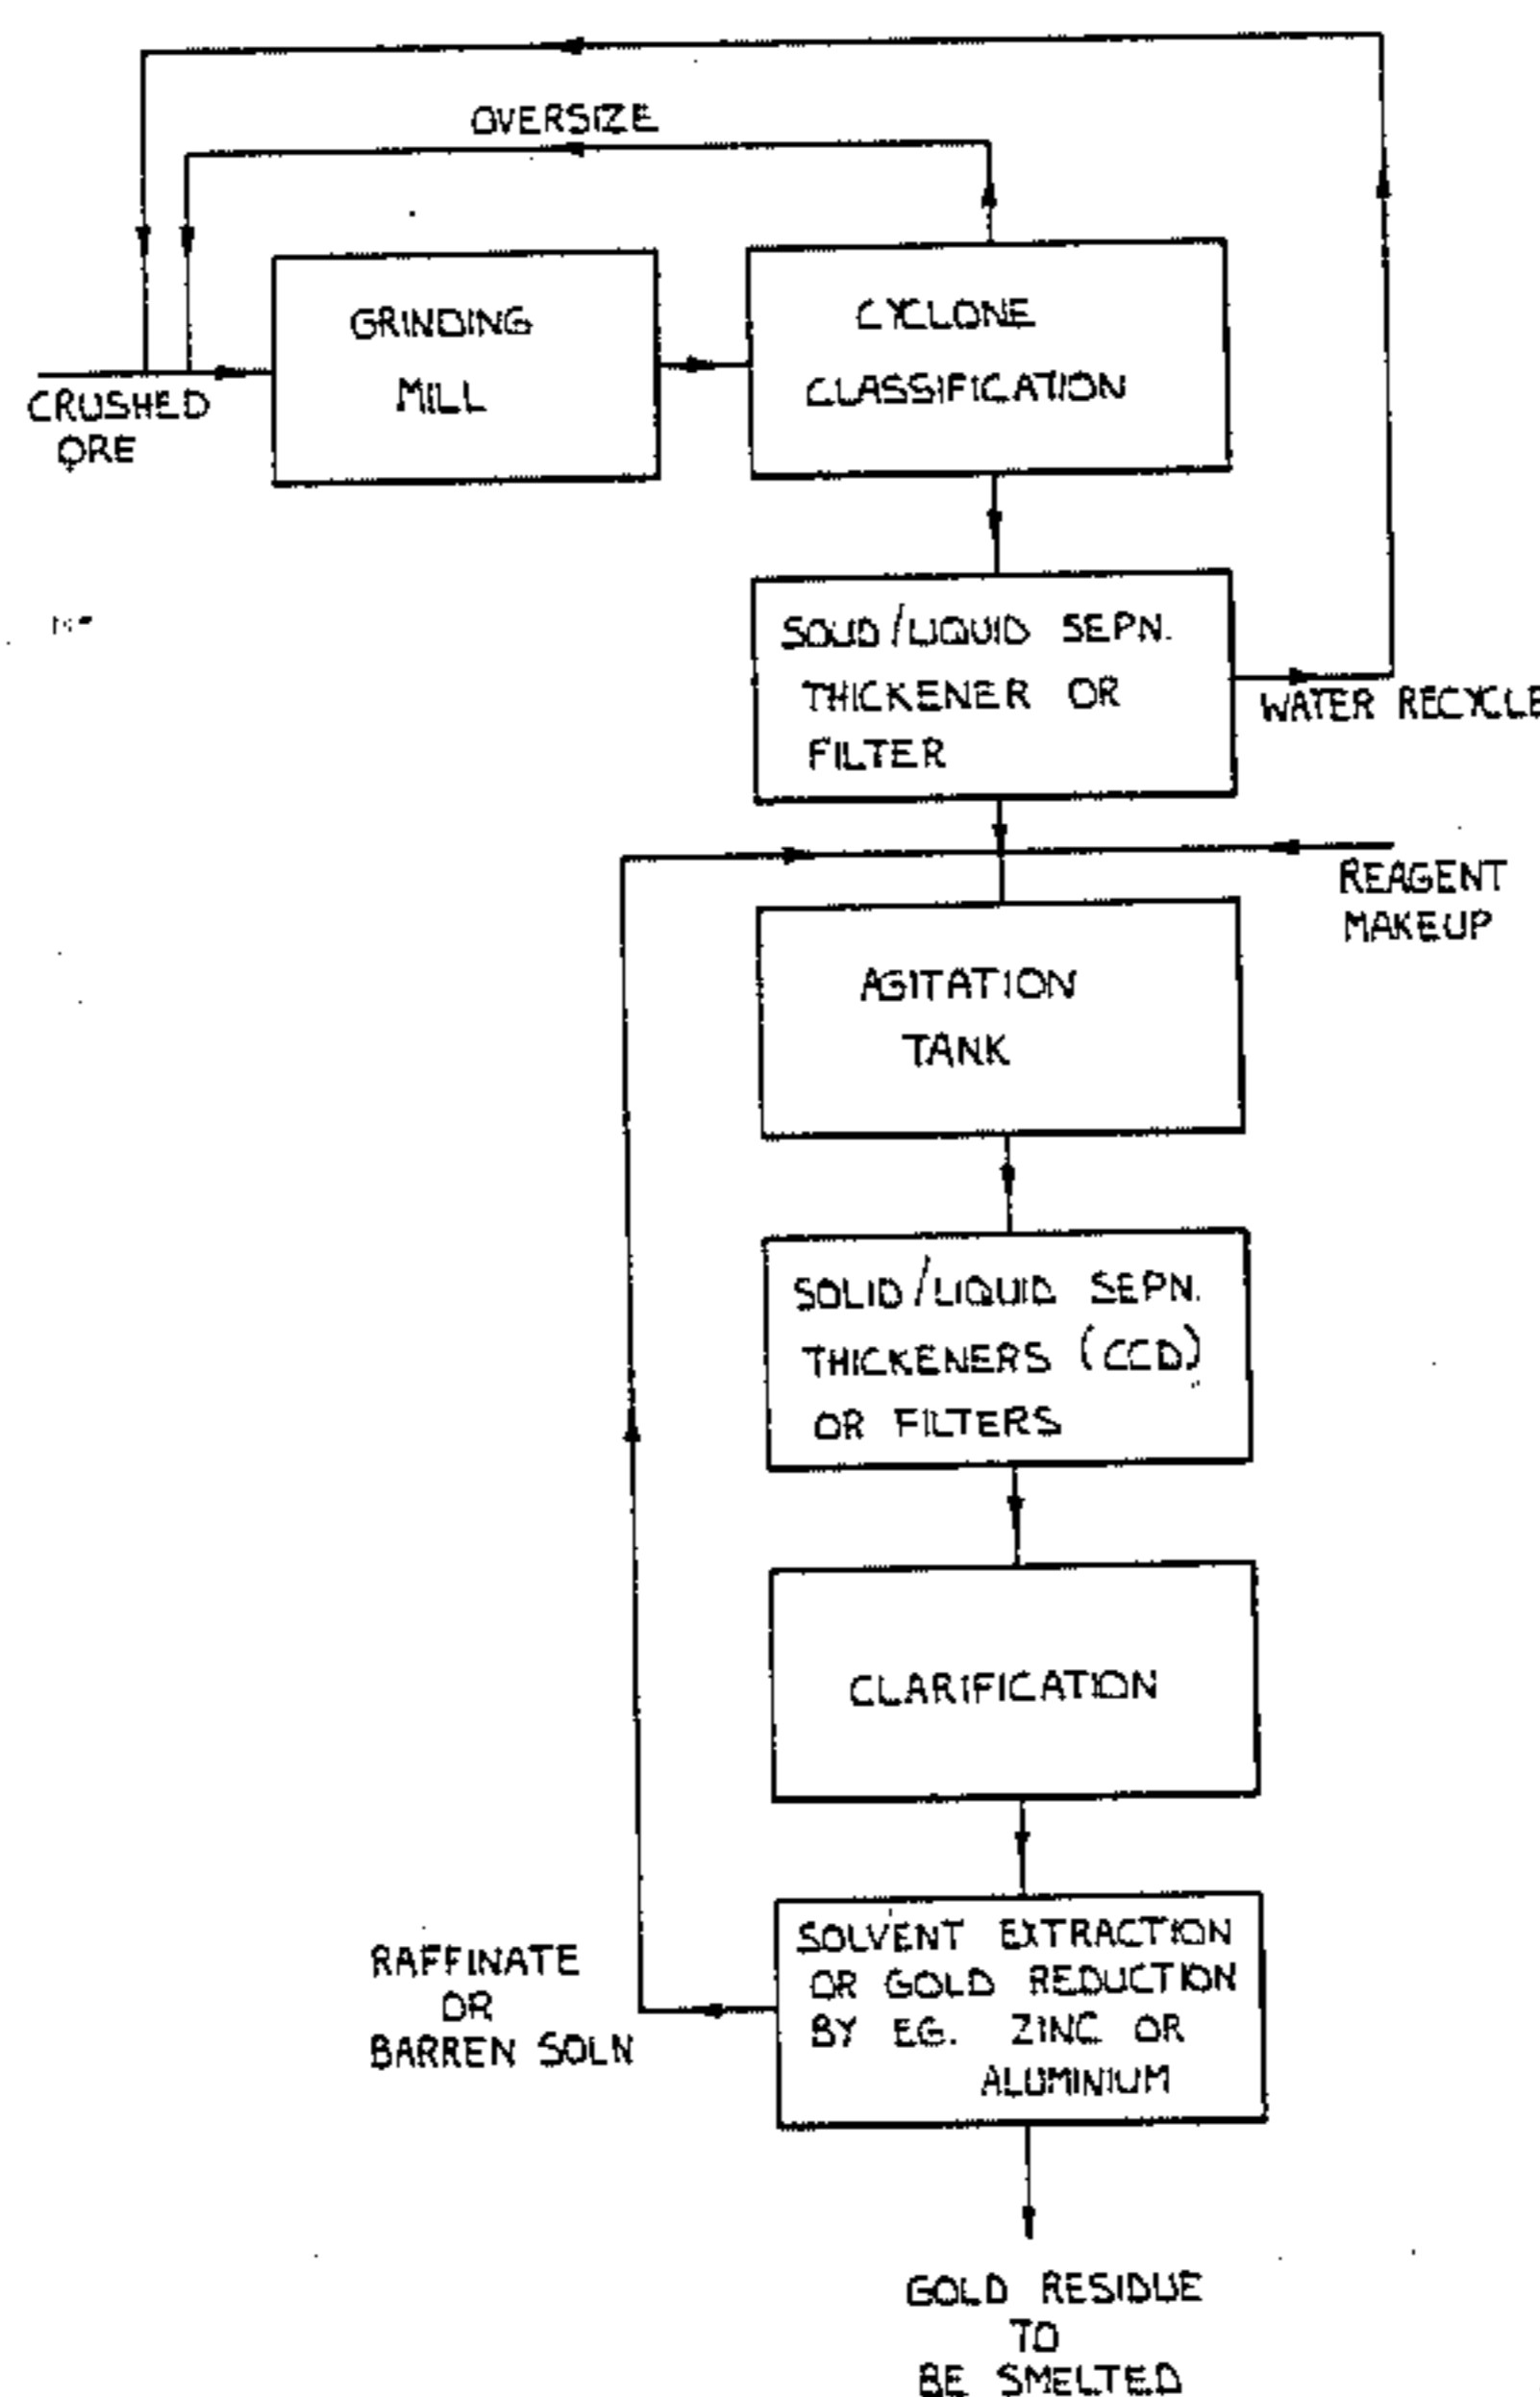 OVERSIZE
GRINDING
MILL
CYCLONE
CLASSIFICATION
CRUSHED
ORE
SOLID/LIQUID SEPN.
THICKENER OR
FILTER
WATER RECYCLE
REAGENT
MAKEUP
AGITATION
TANK
SOLID/LIQUID SEPN.
THICKENERS (CCD)
OR FILTERS
CLARIFICATION
SOLVENT EXTRACTION
OR GOLD REDUCTION
BY EG. ZINC OR
ALUMINIUM
RAFFINATE
OR
BARREN SOLN
GOLD RESIDUE
TO
BE SMELTED